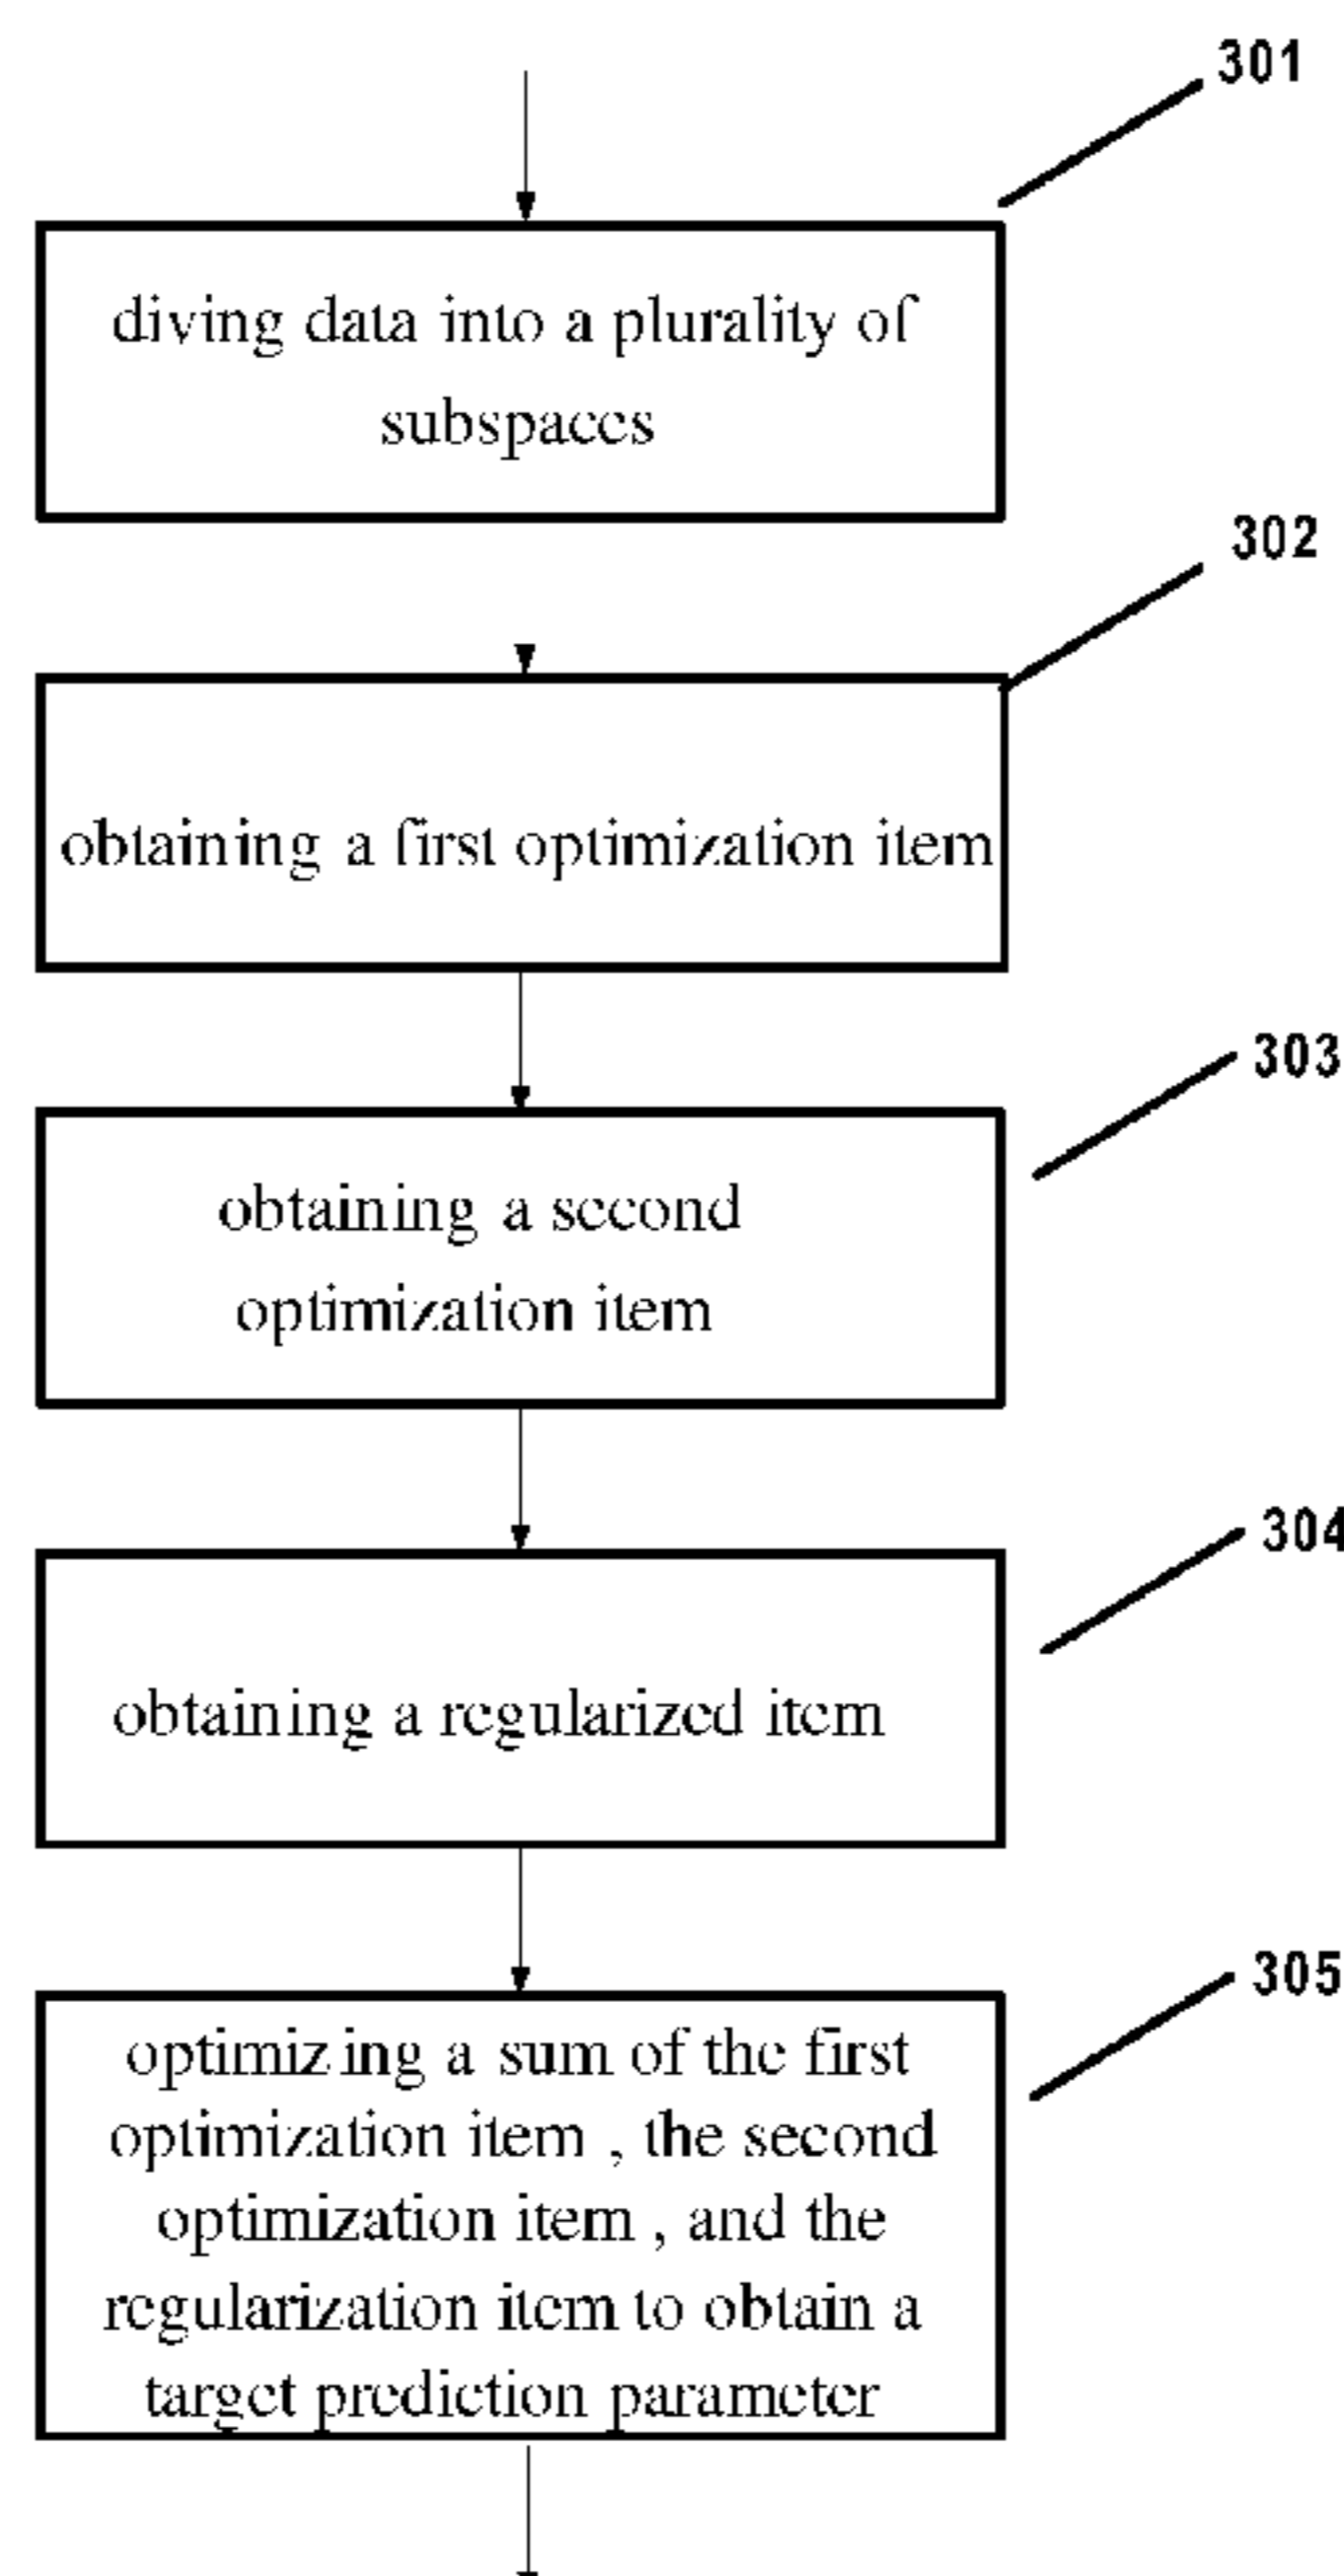 301
diving data into a plurality of
subspaces
302
obtaining a first optimization item
303
obtaining a second
optimization item
304
obtaining a regularized item
305
optimizing a sum of the first
optimization item , the second
optimization item , and the
regularization item to obtain a
target prediction parameter